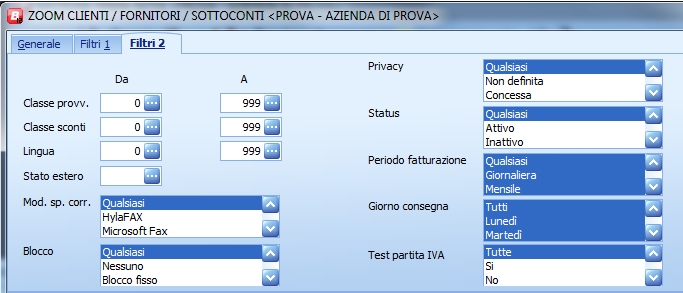 B ZOOM CLIENTI / FORNITORI / SOTTOCONTI <PROVA - AZIENDA DI PROVA>
Generale Filtri 1 Filtri 2
Da A
Classe provv. 0 ... 999 ...
Classe sconti 0 ... 999 ...
Lingua 0 ... 999 ...
Stato estero ...
Mod. sp. corr. Qualsiasi
HylaFAX
Microsoft Fax
Blocco Qualsiasi
Nessuno
Blocco fisso
Privacy Qualsiasi
Non definita
Concessa
Status Qualsiasi
Attivo
Inattivo
Periodo fatturazione Qualsiasi
Giornaliera
Mensile
Giorno consegna Tutti
Lunedì
Martedì
Test partita IVA Tutte
Si
No